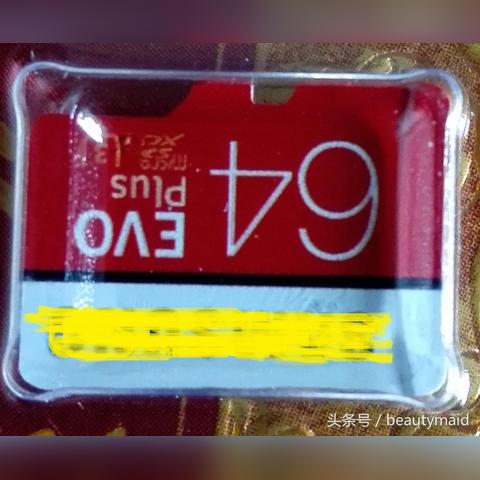 64
EVO
Plus
micro
XC I
头条号 / beautymaid